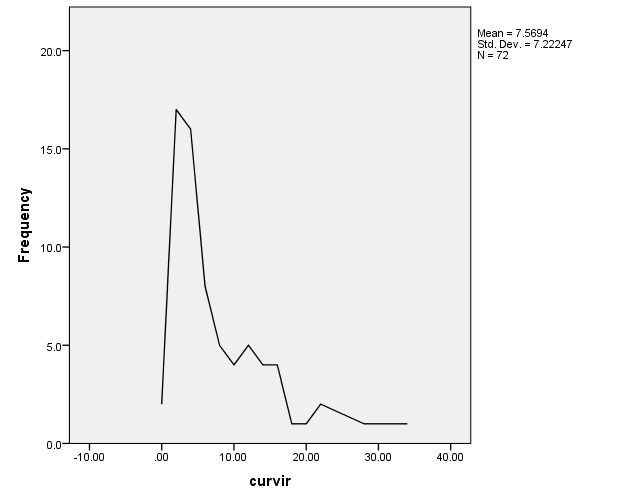 Mean = 7.5694
Std. Dev. = 7.22247
N = 72
20.0
15.0
10.0
5.0
0.0
Frequency
-10.00 .00 10.00 20.00 30.00 40.00
curvir